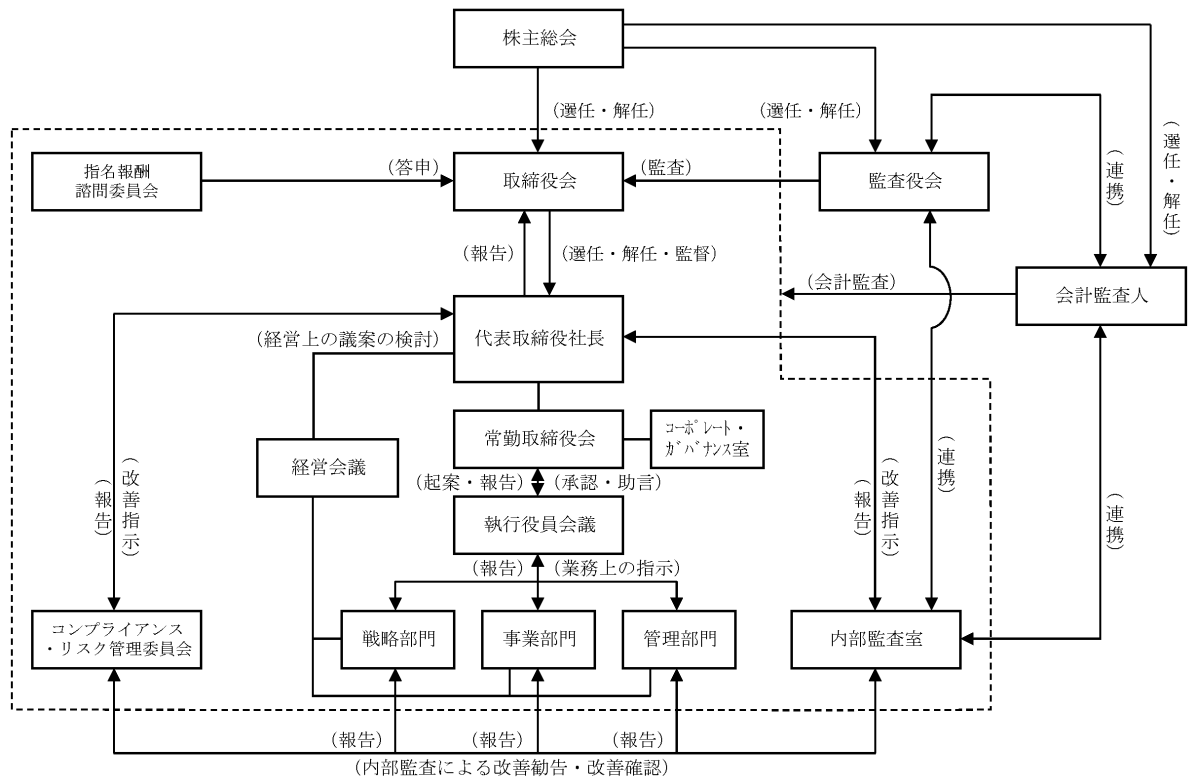 株主総会
(選任・解任)
(選任・解任)
(選任・解任)
(連携)
指名報酬
諮問委員会
(答申)
取締役会
(監査)
監査役会
(報告)
(選任・解任・監督)
(会計監査)
会計監査人
(経営上の議案の検討)
代表取締役社長
常勤取締役会
ｺｰﾎﾟﾚｰﾄ・
ｶﾞﾊﾞﾅﾝｽ室
経営会議
(起案・報告)
(承認・助言)
執行役員会議
(報告)
(改善指示)
(報告)
(改善指示)
(連携)
(連携)
(報告)
(業務上の指示)
コンプライアンス
・リスク管理委員会
戦略部門
事業部門
管理部門
内部監査室
(報告)
(報告)
(報告)
(内部監査による改善勧告・改善確認)